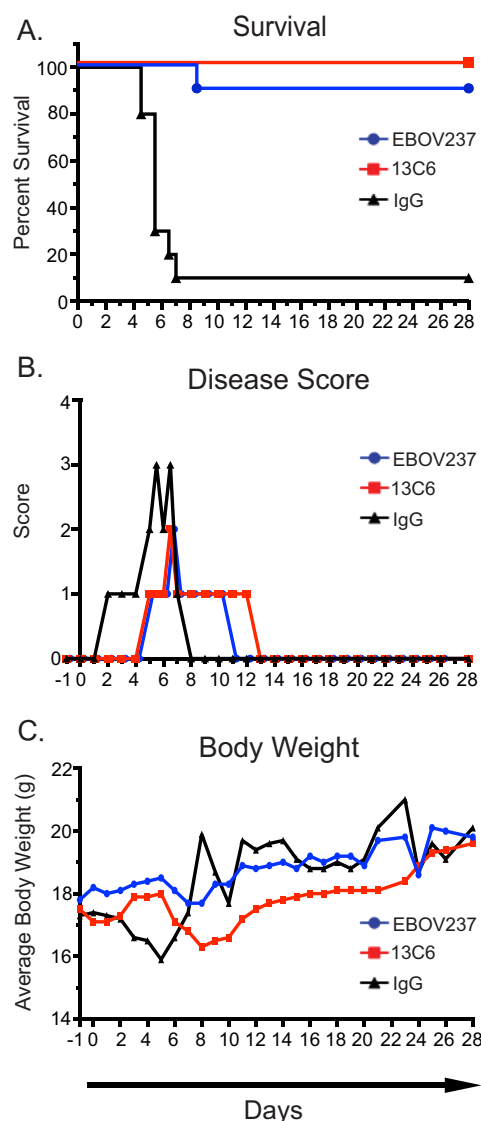 A.
Survival
Percent Survival
100
80
60
40
20
0
EBOV237
13C6
IgG
0 2 4 6 8 10 12 14 16 18 20 22 24 26 28
B.
Disease Score
Score
4
3
2
1
0
EBOV237
13C6
IgG
-1 0 2 4 6 8 10 12 14 16 18 20 22 24 26 28
C.
Body Weight
Average Body Weight (g)
22
20
18
16
14
EBOV237
13C6
IgG
-1 0 2 4 6 8 10 12 14 16 18 20 22 24 26 28
Days